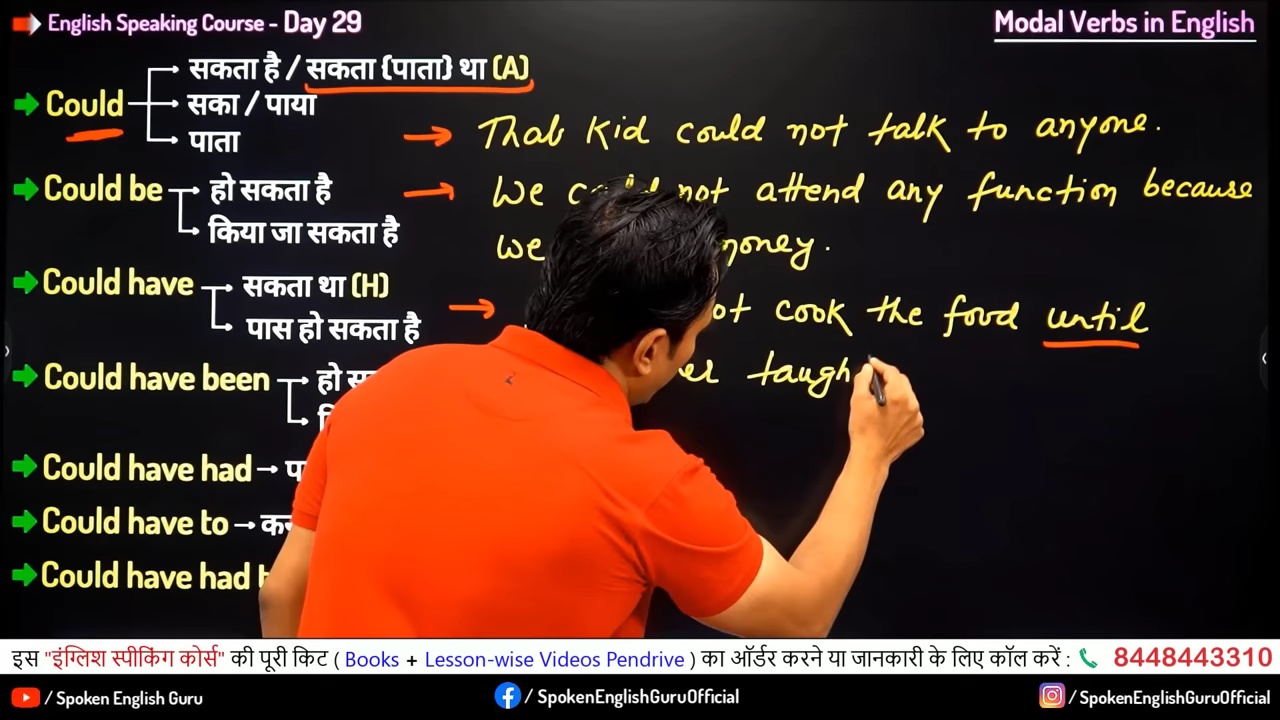 English Speaking Course - Day 29
Modal Verbs in English
Could
सकता है / सकता {पाता} था (A)
सका / पाया
पाता
That kid could not talk to anyone.
Could be
हो सकता है
किया जा सकता है
We not attend any function because
we money.
Could have
सकता था (H)
पास हो सकता है
cook the food until
taugh
Could have been
हो
Could have had
Could have to
Could have had
इस "इंग्लिश स्पीकिंग कोर्स" की पूरी किट ( Books + Lesson-wise Videos Pendrive ) का ऑर्डर करने या जानकारी के लिए कॉल करें : 8448443310
/ Spoken English Guru
/SpokenEnglishGuruOfficial
/SpokenEnglishGuruOfficial